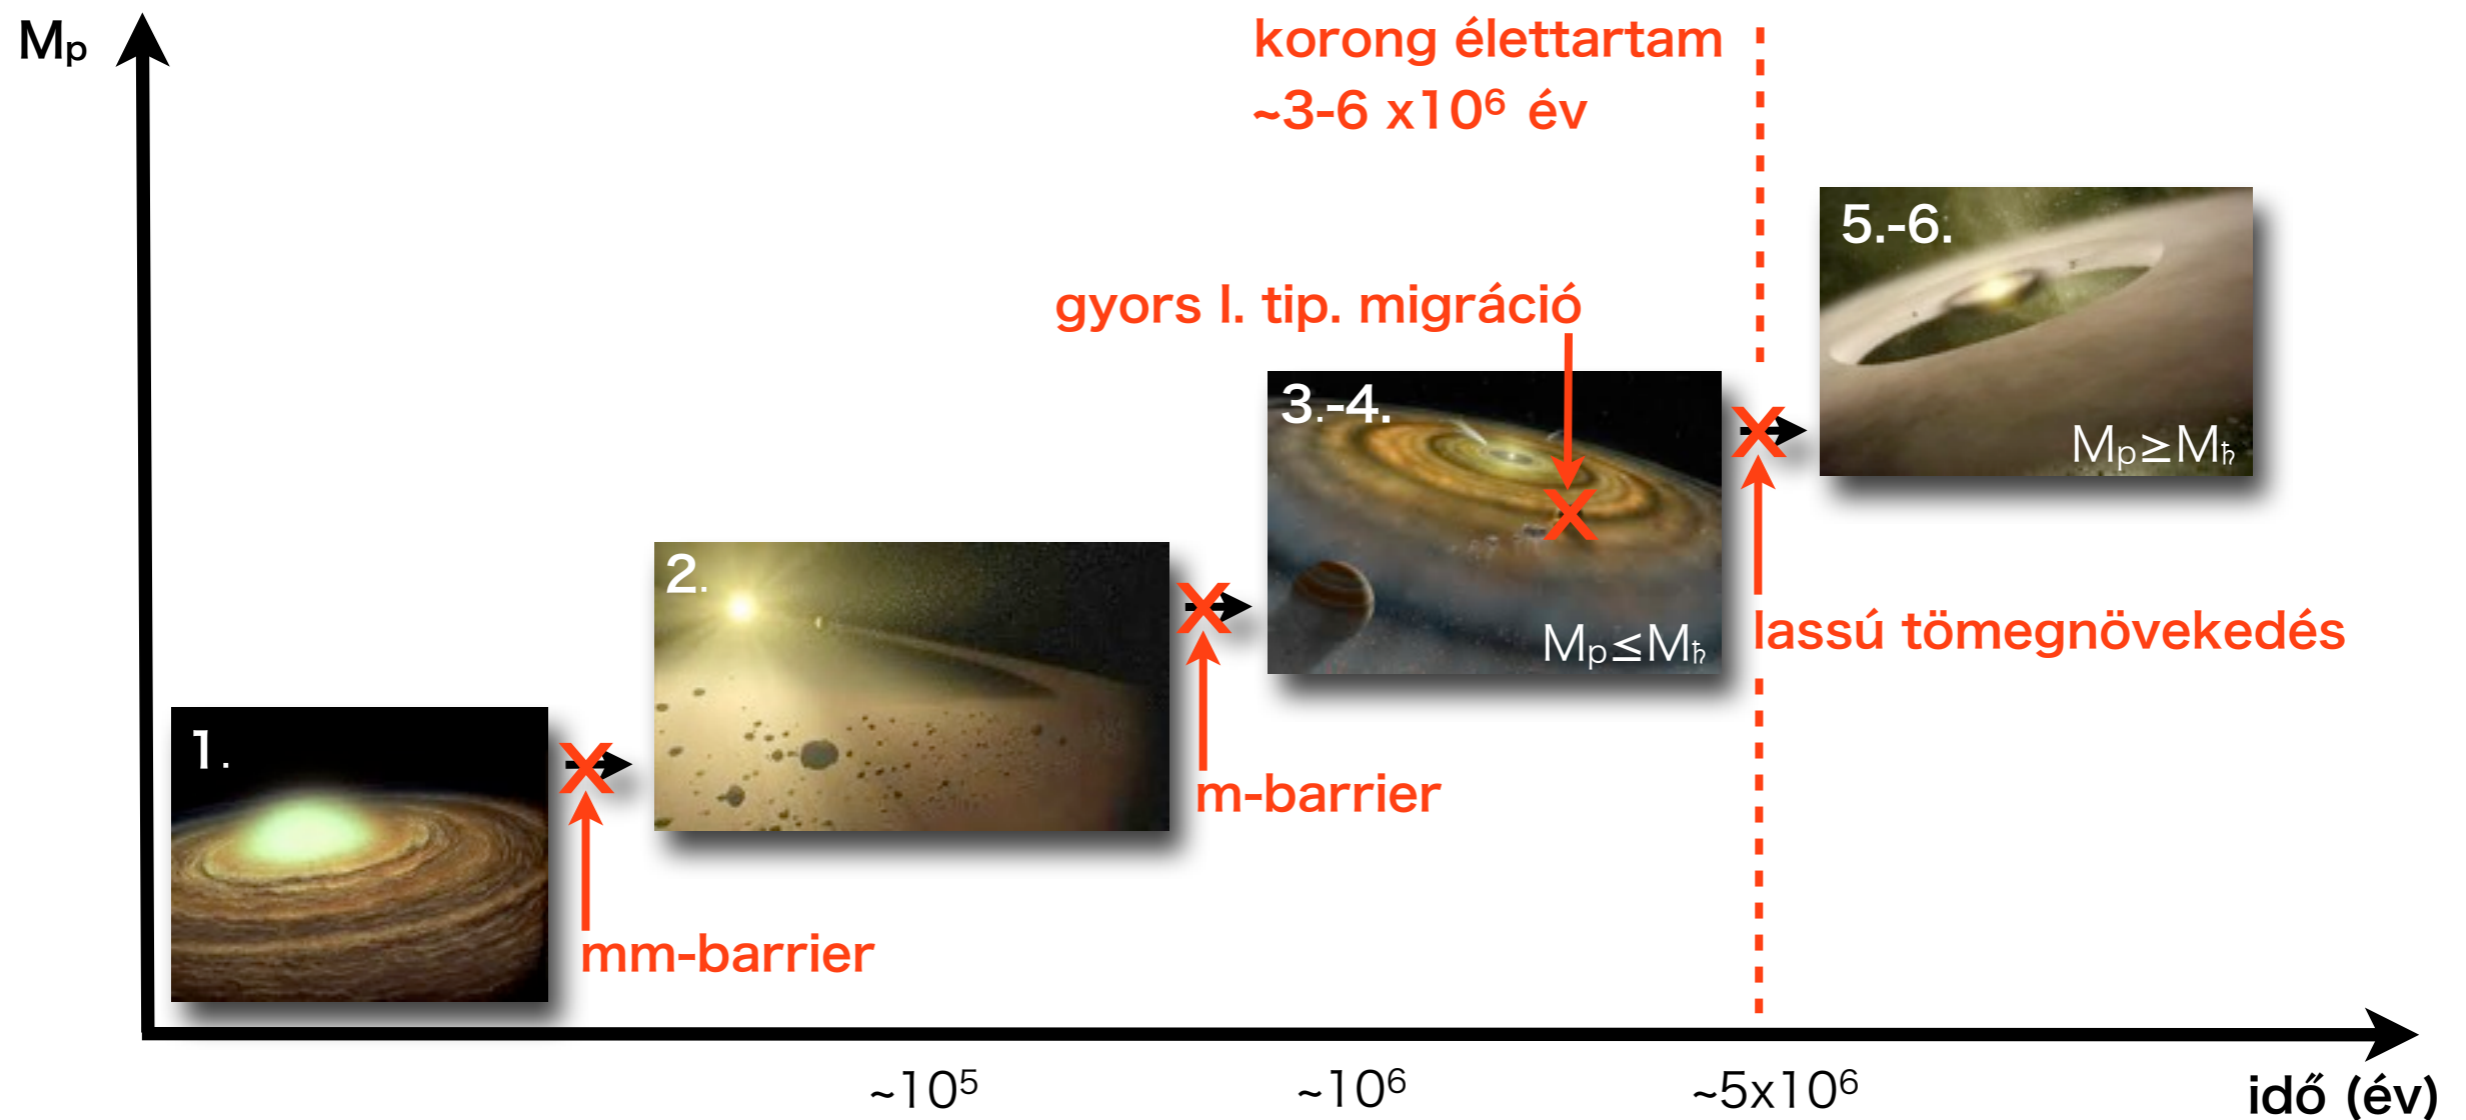 Mp
korong élettartam
~3-6 x10⁶ év
5.-6.
Mp≥M♄
gyors I. tip. migráció
3.-4.
Mp≤M♄
lassú tömegnövekedés
2.
m-barrier
1.
mm-barrier
~10⁵
~10⁶
~5x10⁶
idő (év)